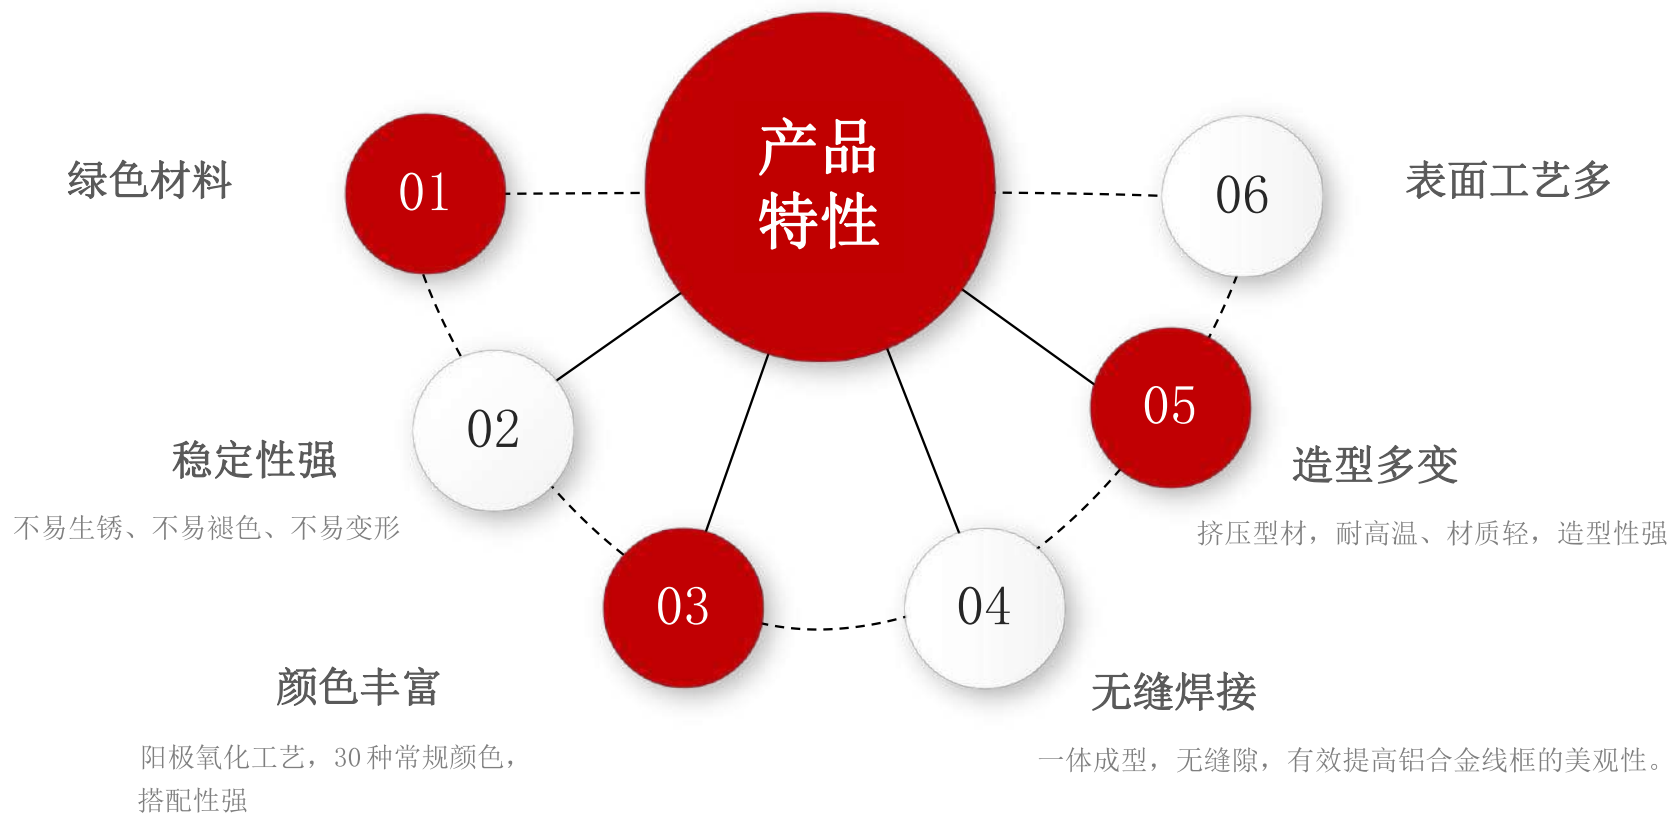 产品
特性
01
绿色材料
02
稳定性强
不易生锈、不易褪色、不易变形
03
颜色丰富
阳极氧化工艺，30种常规颜色，
搭配性强
04
无缝焊接
一体成型，无缝隙，有效提高铝合金线框的美观性。
05
造型多变
挤压型材，耐高温、材质轻，造型性强
06
表面工艺多